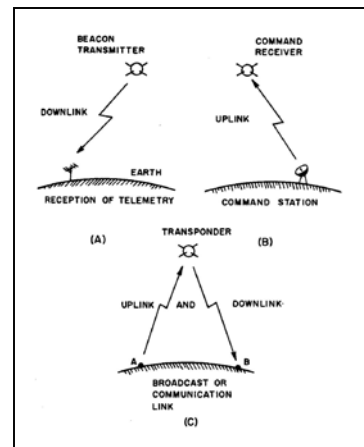 BEACON
TRANSMITTER
COMMAND
RECEIVER
DOWNLINK
UPLINK
EARTH
RECEPTION OF TELEMETRY
COMMAND STATION
(A)
(B)
TRANSPONDER
UPLINK AND DOWNLINK
A
B
BROADCAST OR
COMMUNICATION
LINK
(C)